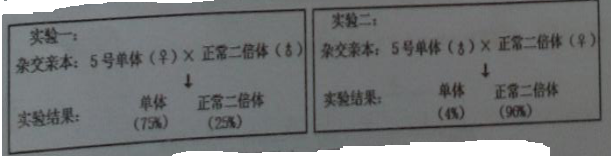 实验一：
杂交亲本：5号单体（♀）×正常二倍体（♂）
↓
实验结果： 单体 正常二倍体
（75%） （25%）
实验二：
杂交亲本：5号单体（♂）×正常二倍体（♀）
↓
实验结果： 单体 正常二倍体
（4%） （96%）